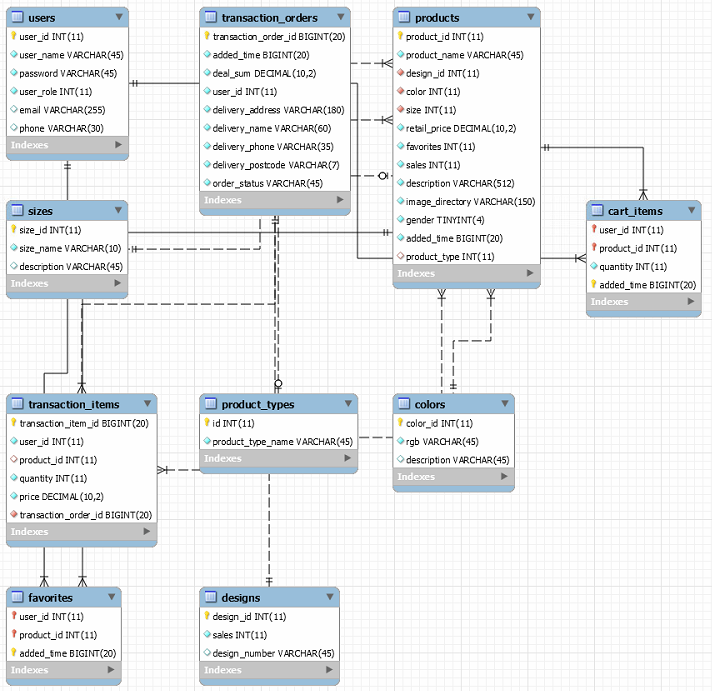 users
user_id INT(11)
user_name VARCHAR(45)
password VARCHAR(45)
user_role INT(11)
email VARCHAR(255)
phone VARCHAR(30)
Indexes
transaction_orders
transaction_order_id BIGINT(20)
added_time BIGINT(20)
deal_sum DECIMAL(10,2)
user_id INT(11)
delivery_address VARCHAR(180)
delivery_name VARCHAR(60)
delivery_phone VARCHAR(35)
delivery_postcode VARCHAR(7)
order_status VARCHAR(45)
Indexes
products
product_id INT(11)
product_name VARCHAR(45)
design_id INT(11)
color INT(11)
size INT(11)
retail_price DECIMAL(10,2)
favorites INT(11)
sales INT(11)
description VARCHAR(512)
image_directory VARCHAR(150)
gender TINYINT(4)
added_time BIGINT(20)
product_type INT(11)
Indexes
sizes
size_id INT(11)
size_name VARCHAR(10)
description VARCHAR(45)
Indexes
cart_items
user_id INT(11)
product_id INT(11)
quantity INT(11)
added_time BIGINT(20)
Indexes
transaction_items
transaction_item_id BIGINT(20)
user_id INT(11)
product_id INT(11)
quantity INT(11)
price DECIMAL(10,2)
transaction_order_id BIGINT(20)
Indexes
product_types
id INT(11)
product_type_name VARCHAR(45)
Indexes
colors
color_id INT(11)
rgb VARCHAR(45)
description VARCHAR(45)
Indexes
favorites
user_id INT(11)
product_id INT(11)
added_time BIGINT(20)
Indexes
designs
design_id INT(11)
sales INT(11)
design_number VARCHAR(45)
Indexes